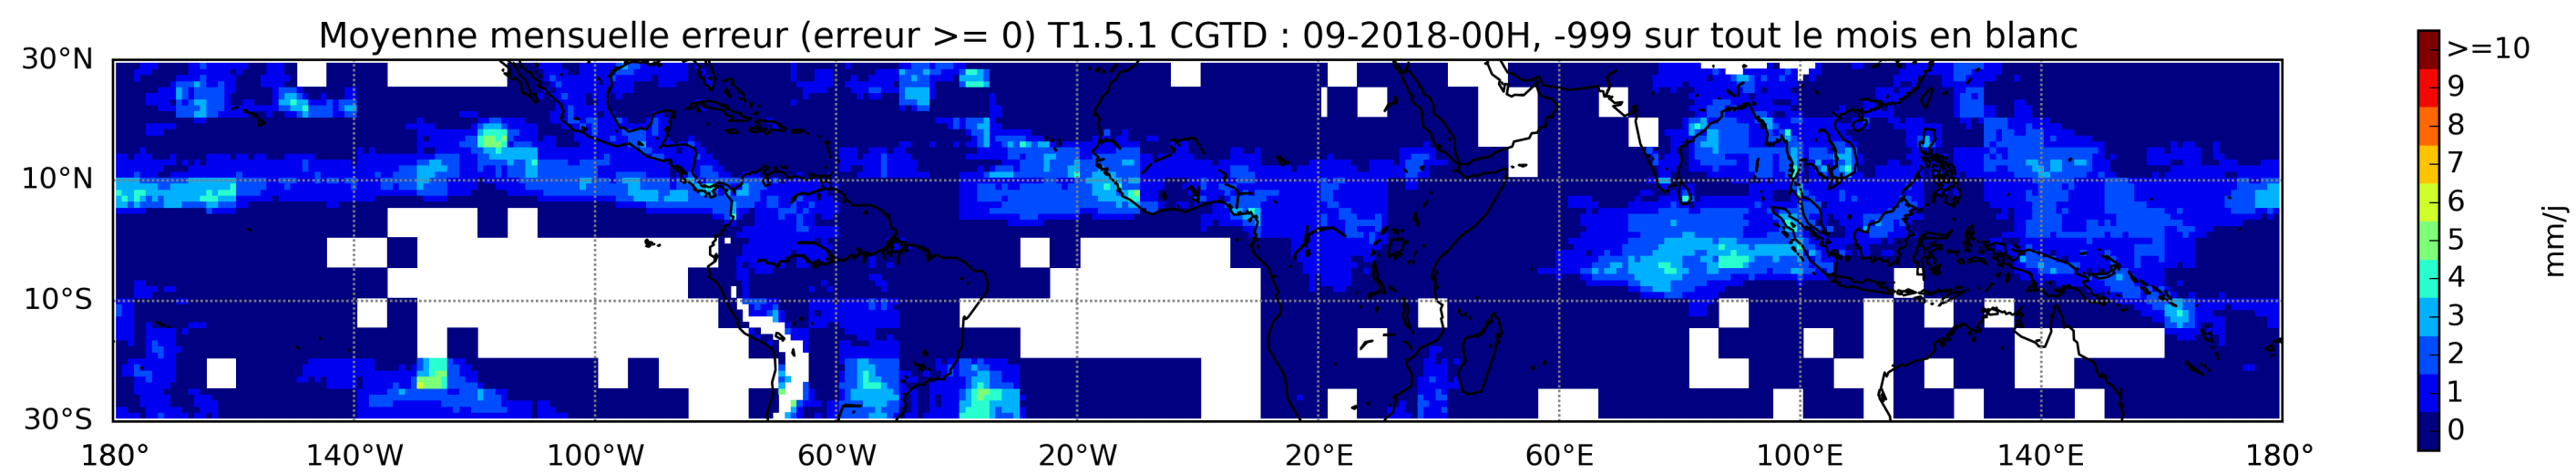 Moyenne mensuelle erreur (erreur >= 0) T1.5.1 CGTD : 09-2018-00H, -999 sur tout le mois en blanc
30°N
10°N
10°S
30°S
180° 140°W 100°W 60°W 20°W 20°E 60°E 100°E 140°E 180°
>=10
9
8
7
6
5
4
3
2
1
0
mm/j